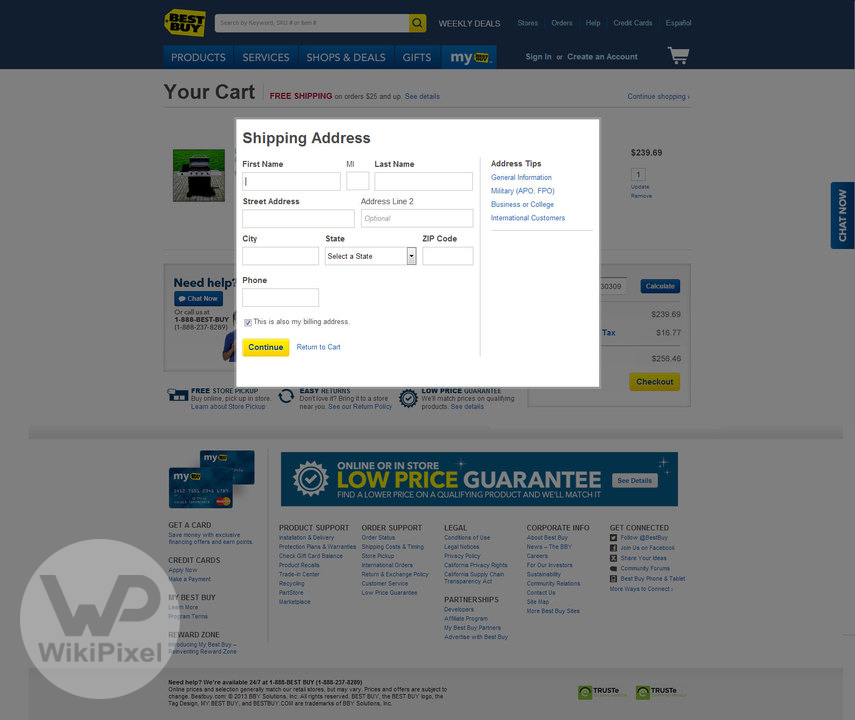 BEST BUY
Search by Keyword, SKU # or Item #
WEEKLY DEALS
Stores
Orders
Help
Credit Cards
Español
PRODUCTS
SERVICES
SHOPS & DEALS
GIFTS
my BEST BUY
Sign In or Create an Account
Your Cart
FREE SHIPPING on orders $25 and up. See details
Continue shopping ›
Shipping Address
First Name
MI
Last Name
Street Address
Address Line 2
Optional
City
State
ZIP Code
Select a State
Phone
This is also my billing address.
Continue
Return to Cart
Address Tips
General Information
Military (APO, FPO)
Business or College
International Customers
$239.69
1
Update
Remove
CHAT NOW
Need help?
Chat Now
Or call us at
1-888-BEST-BUY
(1-888-237-8289)
30309
Calculate
$239.69
Tax
$16.77
$256.46
Checkout
FREE STORE PICKUP
Buy online, pick up in store.
Learn about Store Pickup
EASY RETURNS
Don't love it? Bring it to a store
near you. See our Return Policy
LOW PRICE GUARANTEE
We'll match prices on qualifying
products. See details
my BEST BUY
my BEST BUY
ONLINE OR IN STORE
LOW PRICE GUARANTEE
FIND A LOWER PRICE ON A QUALIFYING PRODUCT AND WE'LL MATCH IT
See Details
GET A CARD
Save money with exclusive
financing offers and earn points.
CREDIT CARDS
Apply Now
Make a Payment
MY BEST BUY
Learn More
Program Terms
REWARD ZONE
Introducing My Best Buy –
Reinventing Reward Zone
PRODUCT SUPPORT
Installation & Delivery
Protection Plans & Warranties
Check Gift Card Balance
Product Recalls
Trade-in Center
Recycling
PartStore
Marketplace
ORDER SUPPORT
Order Status
Shipping Costs & Timing
Store Pickup
International Orders
Return & Exchange Policy
Customer Service
Low Price Guarantee
LEGAL
Conditions of Use
Legal Notices
Privacy Policy
California Privacy Rights
California Supply Chain
Transparency Act
PARTNERSHIPS
Developers
Affiliate Program
My Best Buy Partners
Advertise with Best Buy
CORPORATE INFO
About Best Buy
News – The BBY
Careers
For Our Investors
Sustainability
Community Relations
Contact Us
Site Map
More Best Buy Sites
GET CONNECTED
Follow @BestBuy
Join Us on Facebook
Share Your Ideas
Community Forums
Best Buy Phone & Tablet
More Ways to Connect ›
WP
WikiPixel
Need help? We're available 24/7 at 1-888-BEST BUY (1-888-237-8289)
Online prices and selection generally match our retail stores, but may vary. Prices and offers are subject to
change. Bestbuy.com: © 2013 BBY Solutions, Inc. All rights reserved. BEST BUY, the BEST BUY logo, the
Tag Design, MY BEST BUY, and BESTBUY.COM are trademarks of BBY Solutions, Inc.
TRUSTe
TRUSTe